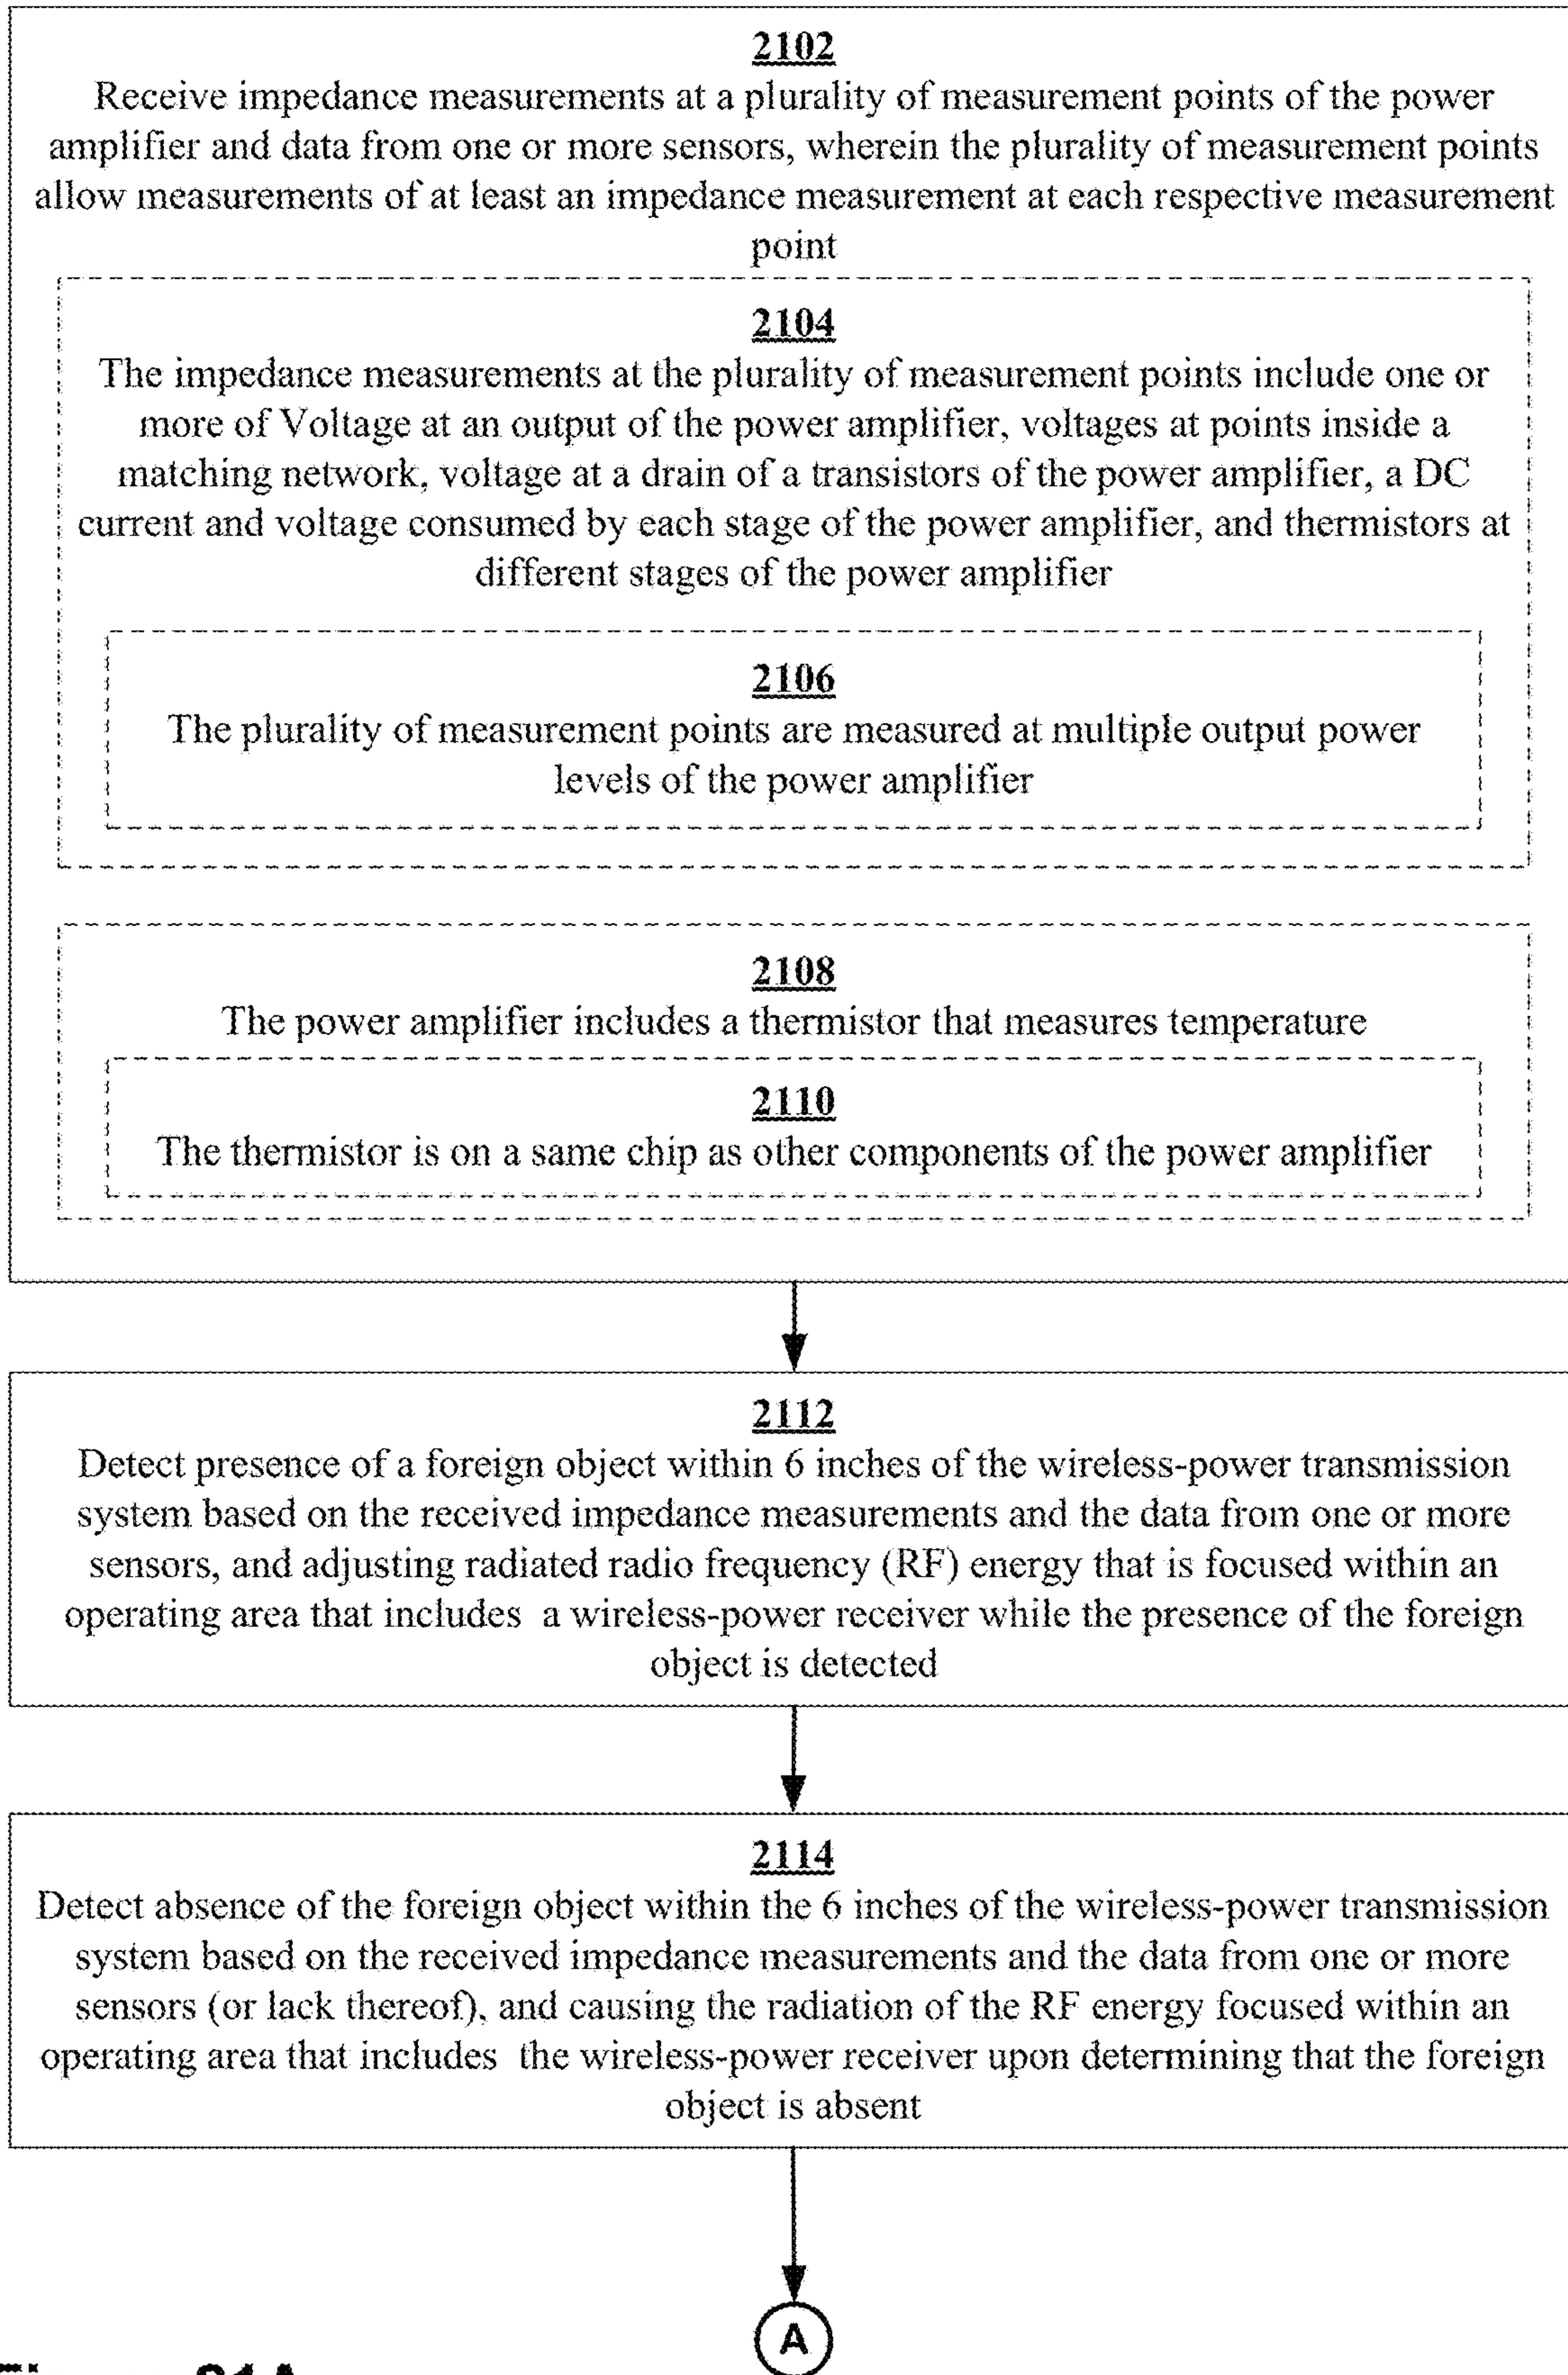 2102
Receive impedance measurements at a plurality of measurement points of the power
amplifier and data from one or more sensors, wherein the plurality of measurement points
allow measurements of at least an impedance measurement at each respective measurement
point
2104
The impedance measurements at the plurality of measurement points include one or
more of Voltage at an output of the power amplifier, voltages at points inside a
matching network, voltage at a drain of a transistors of the power amplifier, a DC
current and voltage consumed by each stage of the power amplifier, and thermistors at
different stages of the power amplifier
2106
The plurality of measurement points are measured at multiple output power
levels of the power amplifier
2108
The power amplifier includes a thermistor that measures temperature
2110
The thermistor is on a same chip as other components of the power amplifier
2112
Detect presence of a foreign object within 6 inches of the wireless-power transmission
system based on the received impedance measurements and the data from one or more
sensors, and adjusting radiated radio frequency (RF) energy that is focused within an
operating area that includes a wireless-power receiver while the presence of the foreign
object is detected
2114
Detect absence of the foreign object within the 6 inches of the wireless-power transmission
system based on the received impedance measurements and the data from one or more
sensors (or lack thereof), and causing the radiation of the RF energy focused within an
operating area that includes the wireless-power receiver upon determining that the foreign
object is absent
A